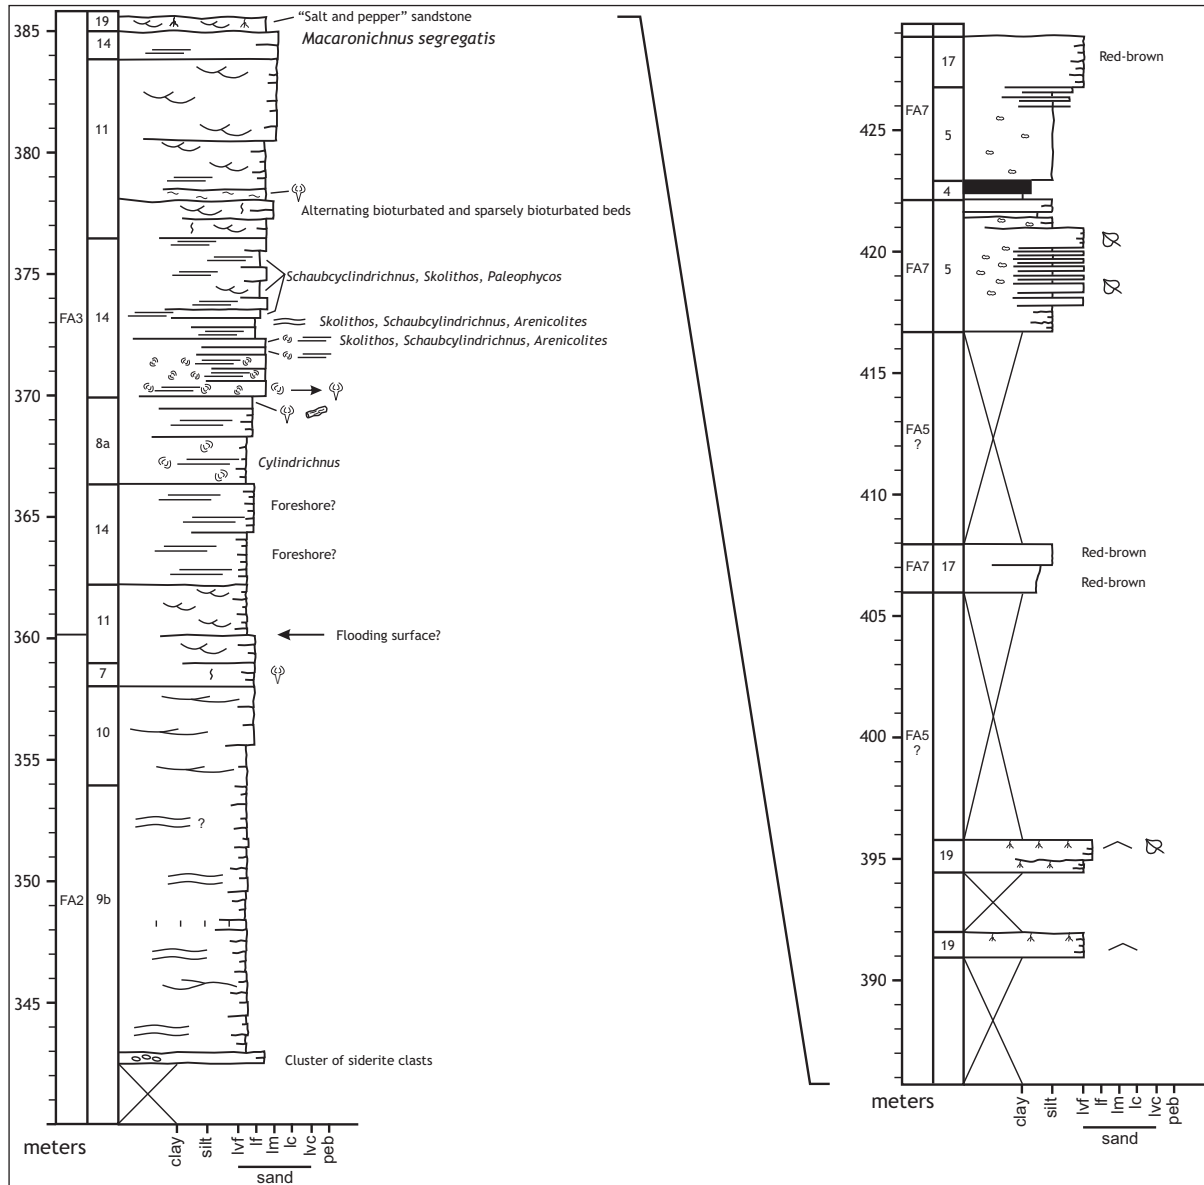 385
380
375
370
365
360
355
350
345
meters
FA3
FA2
19
14
11
14
8a
14
11
7
10
9b
"Salt and pepper" sandstone
Macaronichnus segregatis
Alternating bioturbated and sparsely bioturbated beds
Schaubcyclindrichnus, Skolithos, Paleophycos
Skolithos, Schaubcylindrichnus, Arenicolites
Skolithos, Schaubcylindrichnus, Arenicolites
Cylindrichnus
Foreshore?
Foreshore?
Flooding surface?
?
Cluster of siderite clasts
clay
silt
lvf
lf
lm
lc
lvc
peb
sand
425
420
415
410
405
400
395
390
meters
FA7
FA7
FA5
?
FA7
FA5
?
17
5
4
5
17
19
19
Red-brown
Red-brown
Red-brown
clay
silt
lvf
lf
lm
lc
lvc
peb
sand